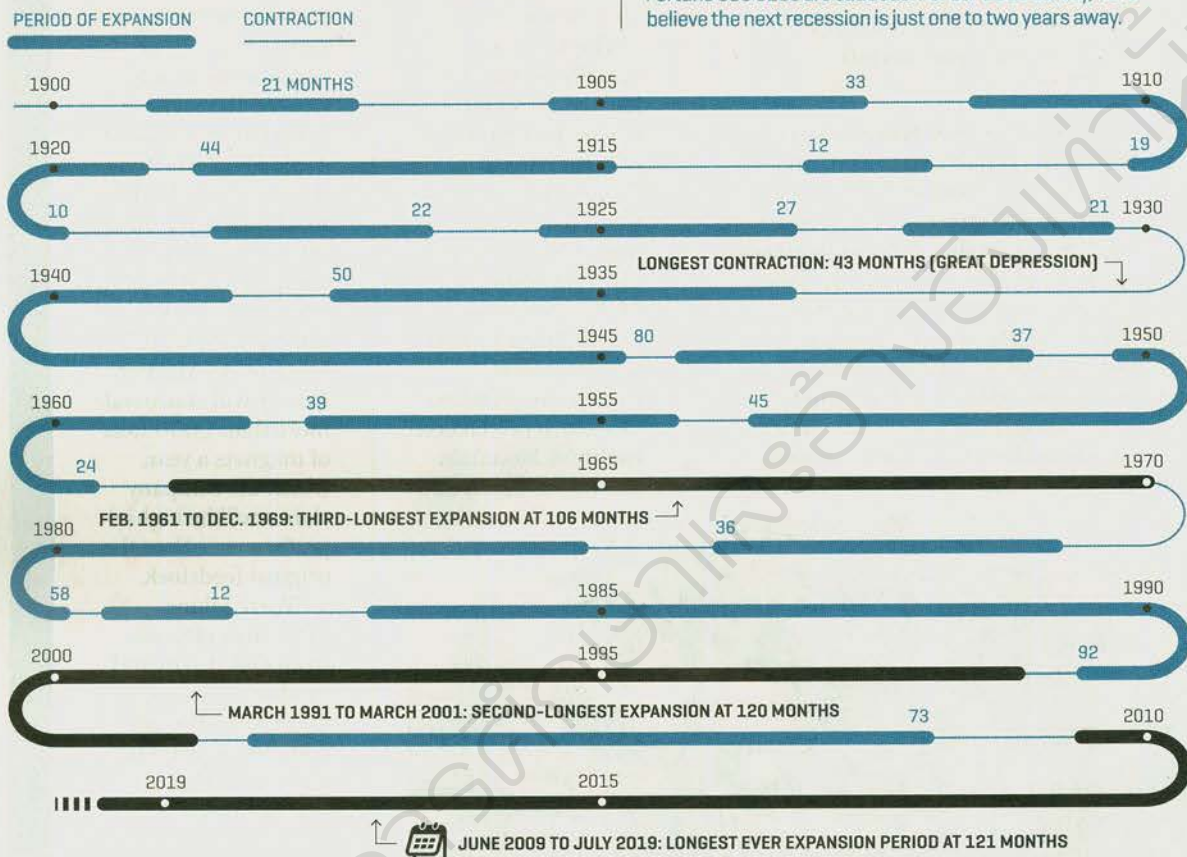 believe the next recession is just one to two years away.
PERIOD OF EXPANSION CONTRACTION
1900 21 MONTHS 1905 33 1910
1920 44 1915 12 19
10 22 1925 27 21 1930
LONGEST CONTRACTION: 43 MONTHS (GREAT DEPRESSION)
1940 50 1935
1945 80 37 1950
1960 39 1955 45
24 1965 1970
FEB. 1961 TO DEC. 1969: THIRD-LONGEST EXPANSION AT 106 MONTHS
1980 36
58 12 1985 1990
2000 1995 92
MARCH 1991 TO MARCH 2001: SECOND-LONGEST EXPANSION AT 120 MONTHS
73 2010
2019 2015
JUNE 2009 TO JULY 2019: LONGEST EVER EXPANSION PERIOD AT 121 MONTHS